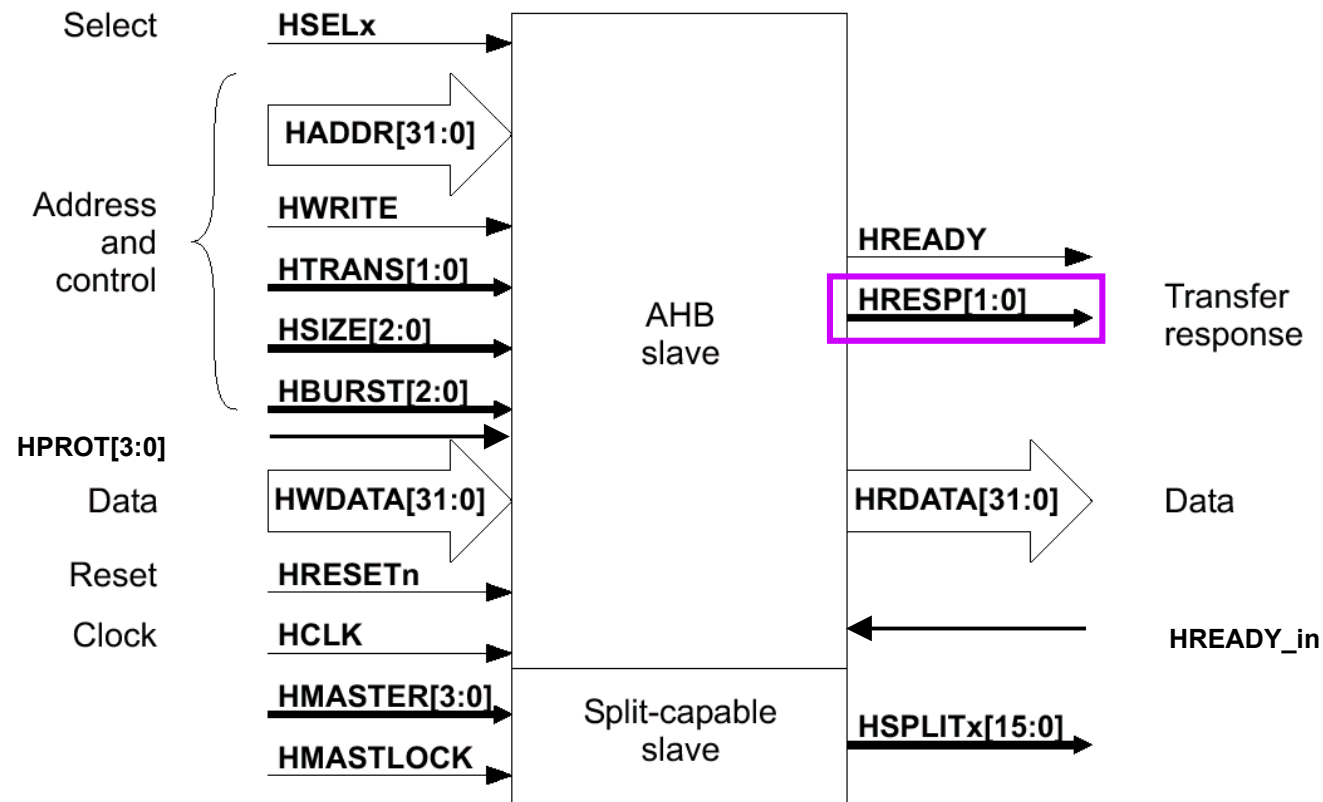 Select
HSELx
HADDR[31:0]
Address
and
control
HWRITE
HTRANS[1:0]
HSIZE[2:0]
HBURST[2:0]
HPROT[3:0]
Data
HWDATA[31:0]
Reset
HRESETn
Clock
HCLK
HMASTER[3:0]
HMASTLOCK
AHB
slave
Split-capable
slave
HREADY
HRESP[1:0]
Transfer
response
HRDATA[31:0]
Data
HREADY_in
HSPLITx[15:0]